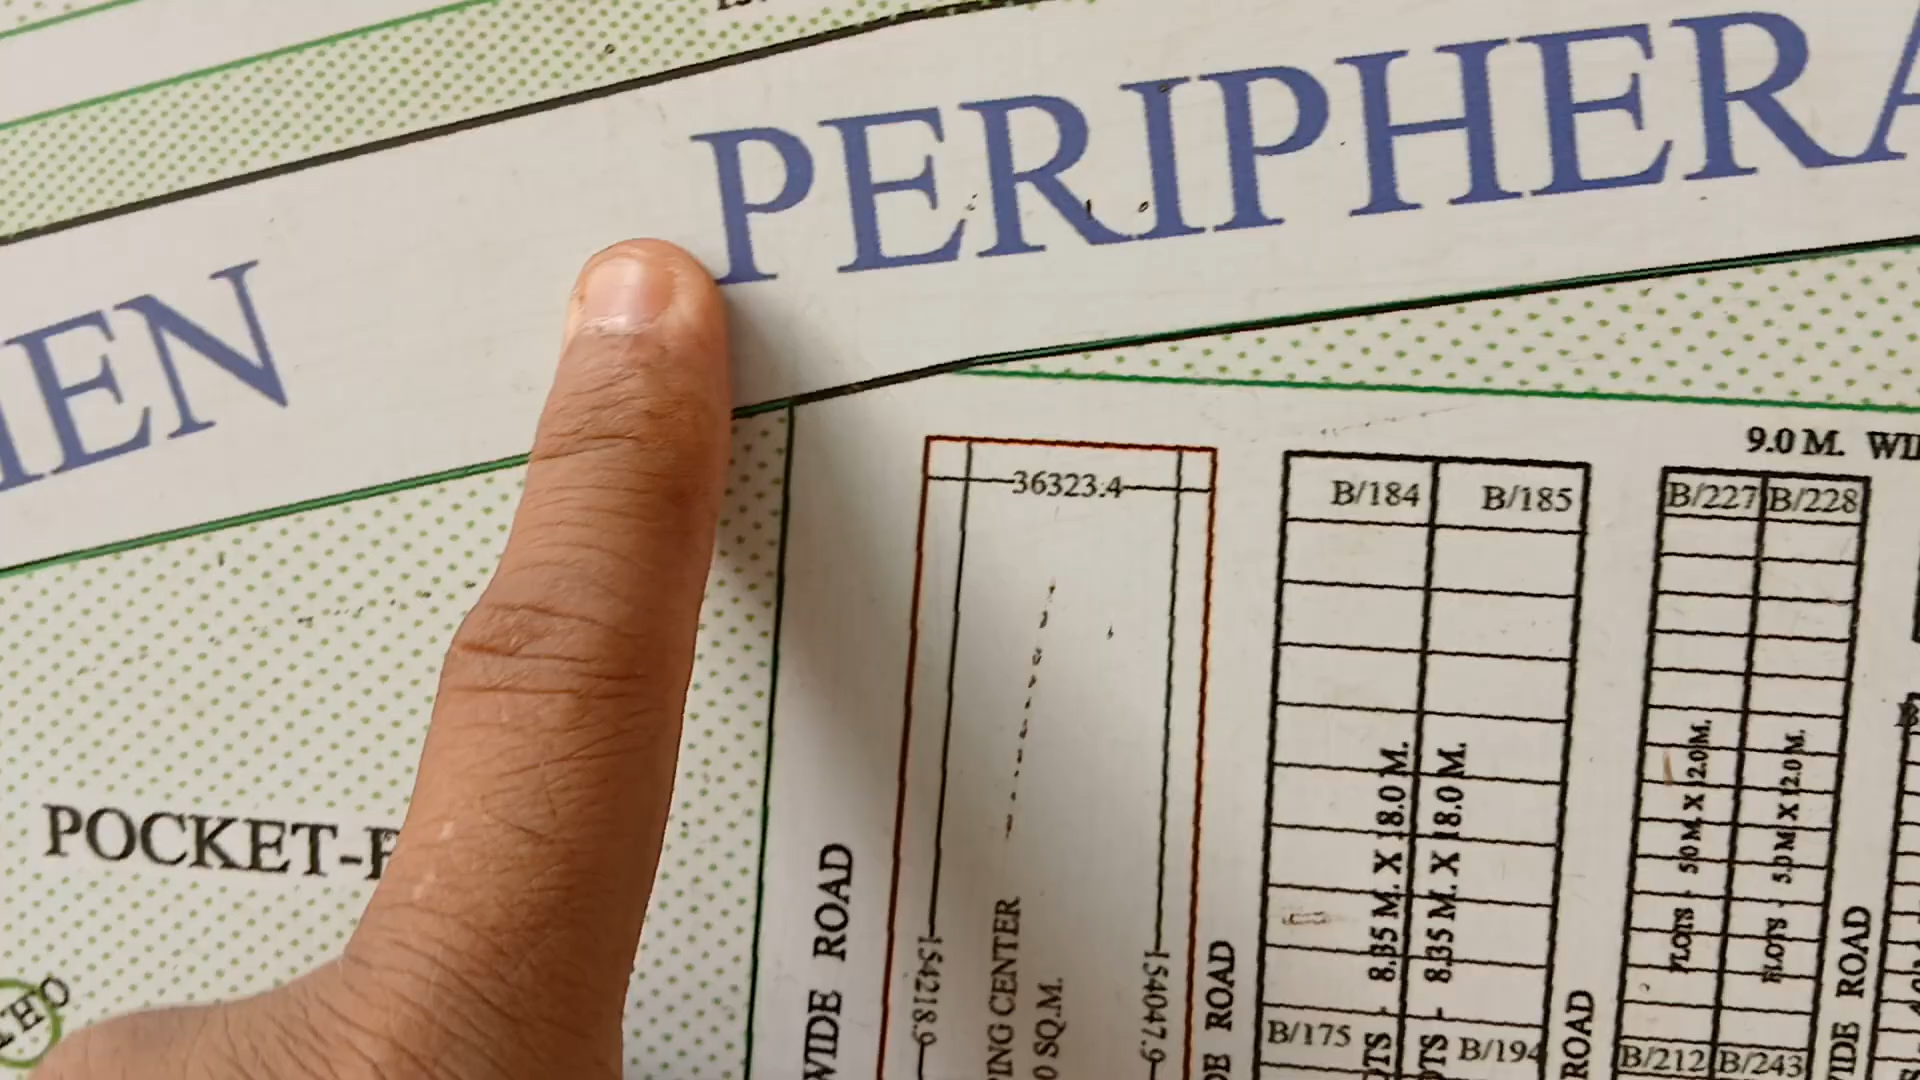 EN PERIPHERA
9.0 M. WI
36323.4
B/184 B/185
B/227 B/228
POCKET-
WIDE ROAD
154218.9
ING CENTER
0 SQ.M.
154047.9
ROAD
8.35 M. X 18.0 M.
8.35 M. X 18.0 M.
B/175 B/194
ROAD
PLOTS - 5.0 M. X 12.0 M.
PLOTS - 5.0 M X 12.0 M.
B/212 B/243
ROAD